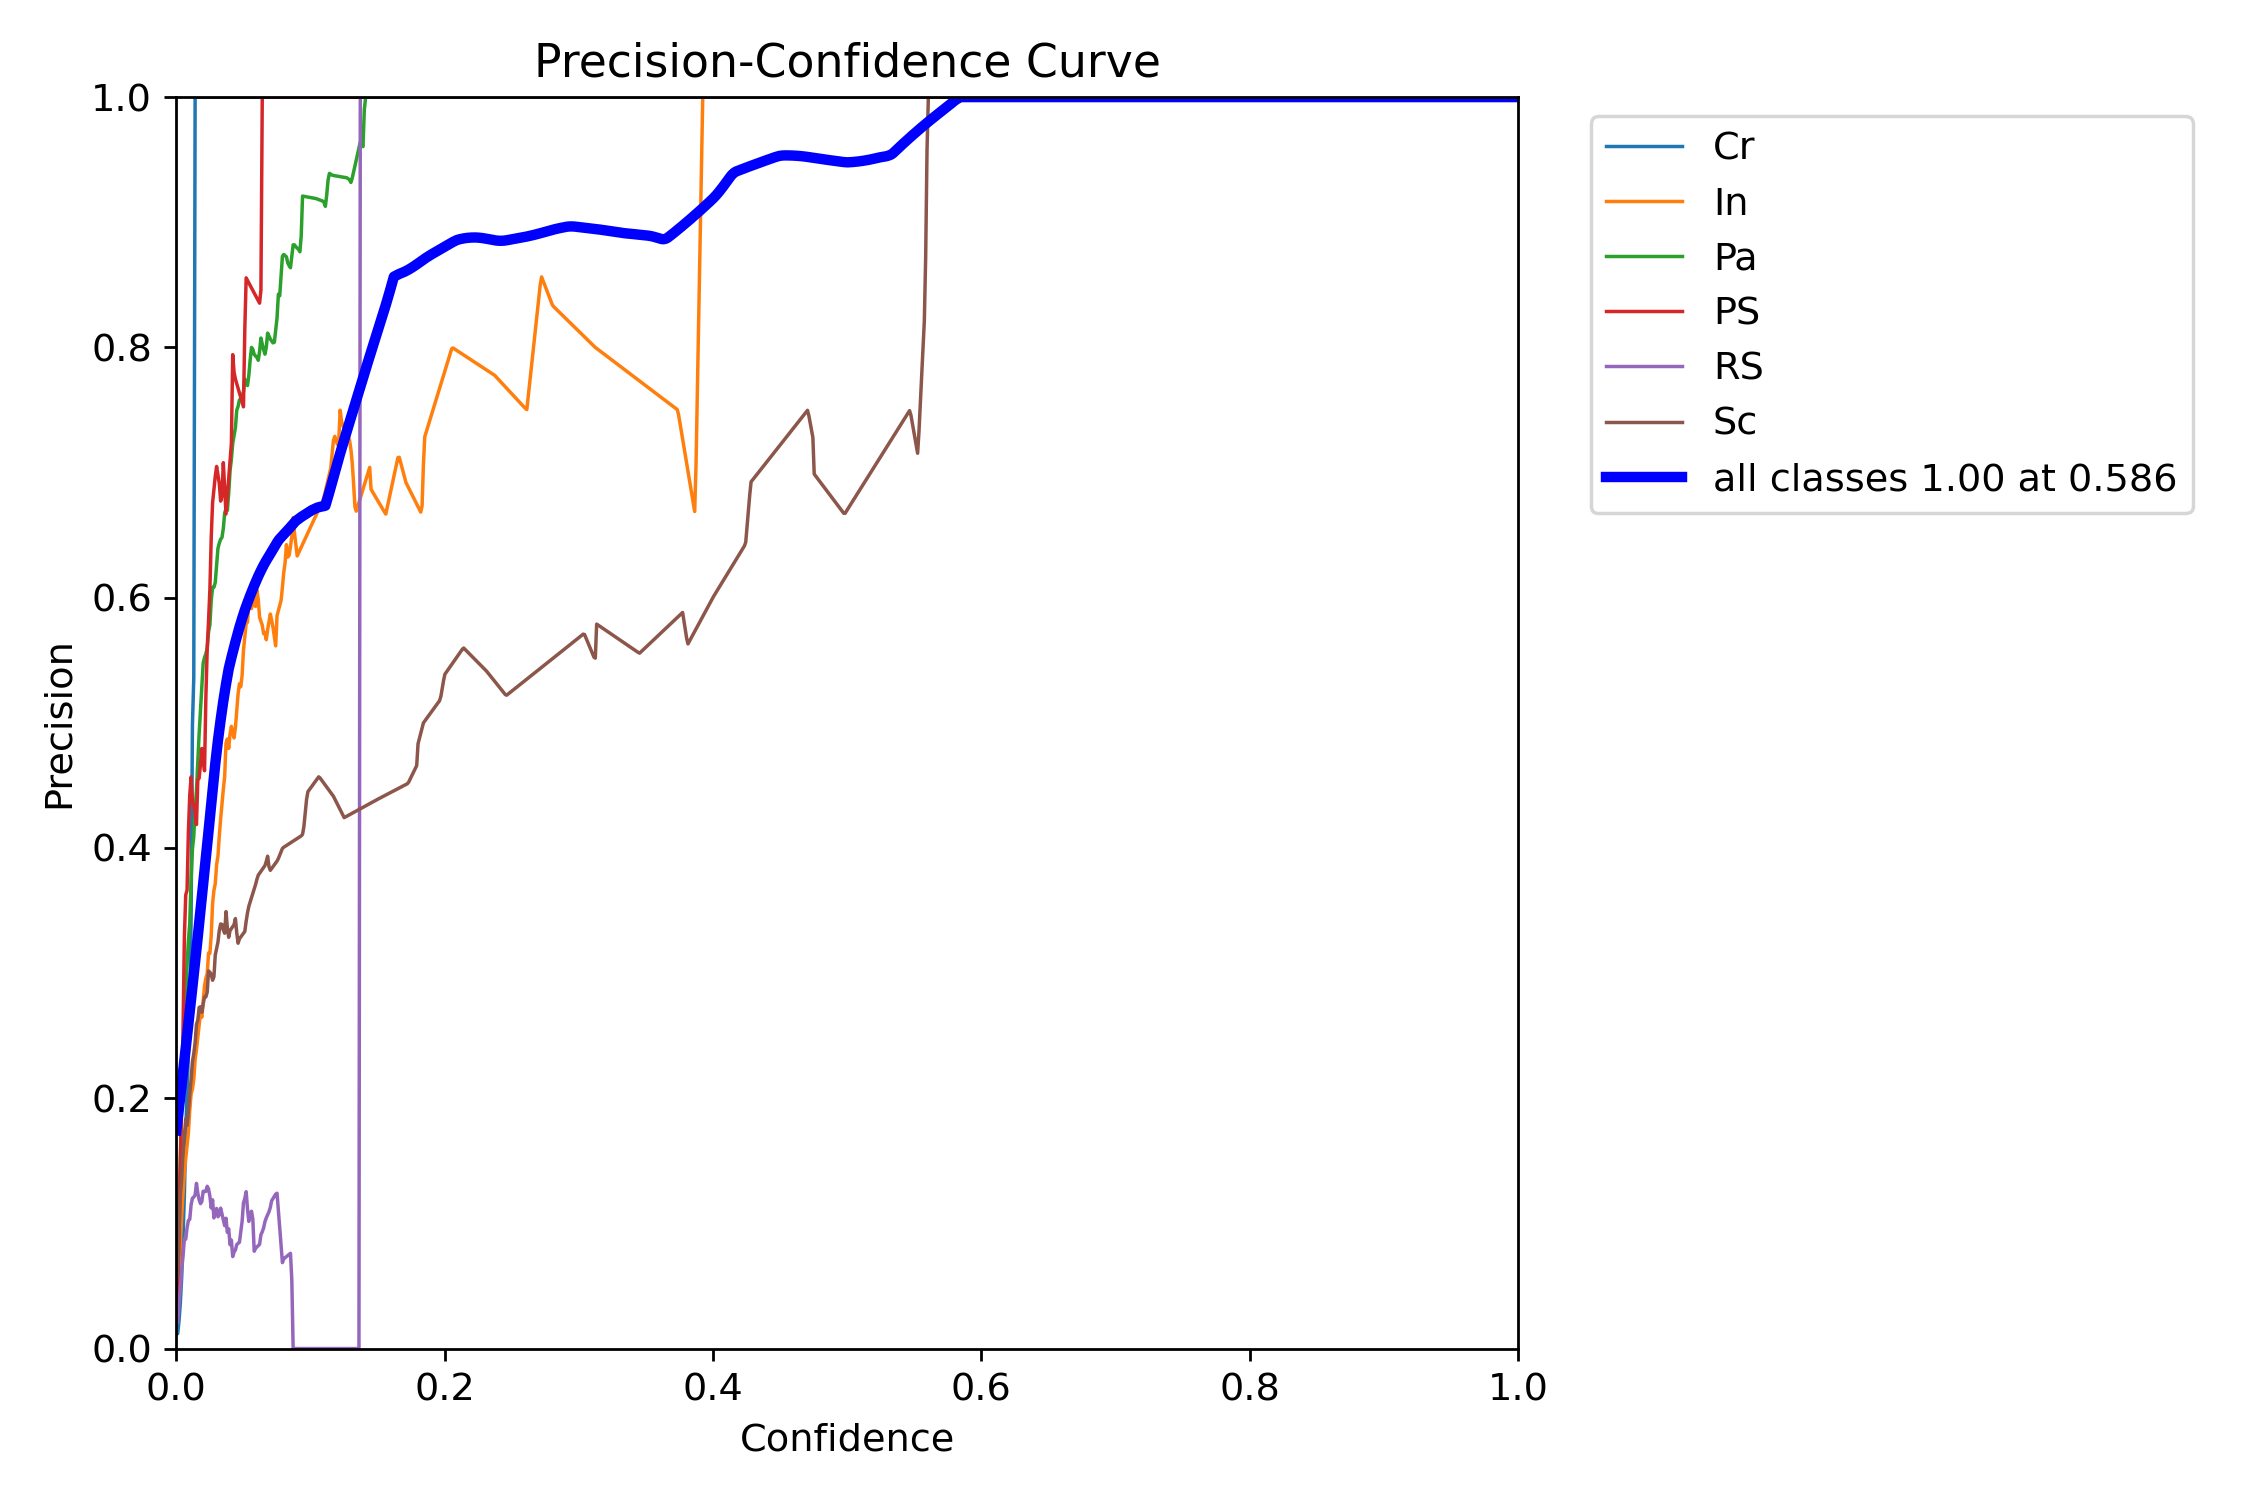 Precision-Confidence Curve
1.0
0.8
0.6
0.4
0.2
0.0
Precision
0.0 0.2 0.4 0.6 0.8 1.0
Confidence
Cr
In
Pa
PS
RS
Sc
all classes 1.00 at 0.586